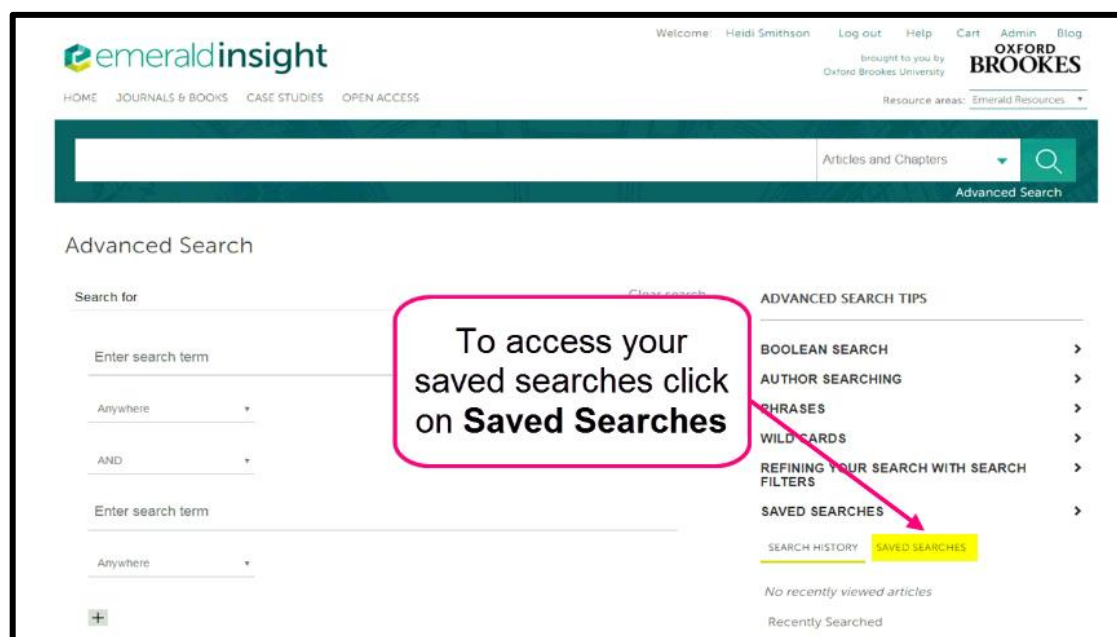 emeraldinsight
Welcome: Heidi Smithson Log out Help Cart Admin Blog
brought to you by
Oxford Brookes University
OXFORD
BROOKES
HOME JOURNALS & BOOKS CASE STUDIES OPEN ACCESS
Resource areas: Emerald Resources
Articles and Chapters
Advanced Search
Advanced Search
Search for
Clear search
Enter search term
Anywhere
AND
Enter search term
Anywhere
+
To access your
saved searches click
on Saved Searches
ADVANCED SEARCH TIPS
BOOLEAN SEARCH
AUTHOR SEARCHING
PHRASES
WILD CARDS
REFINING YOUR SEARCH WITH SEARCH
FILTERS
SAVED SEARCHES
SEARCH HISTORY SAVED SEARCHES
No recently viewed articles
Recently Searched